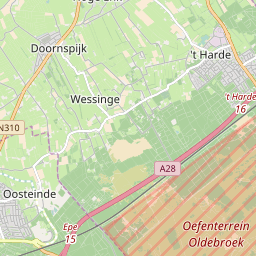 Doornspijk
't Harde
Wessinge
't Harde
16
N310
A28
Oosteinde
Epe
15
Oefenterrein
Oldebroek